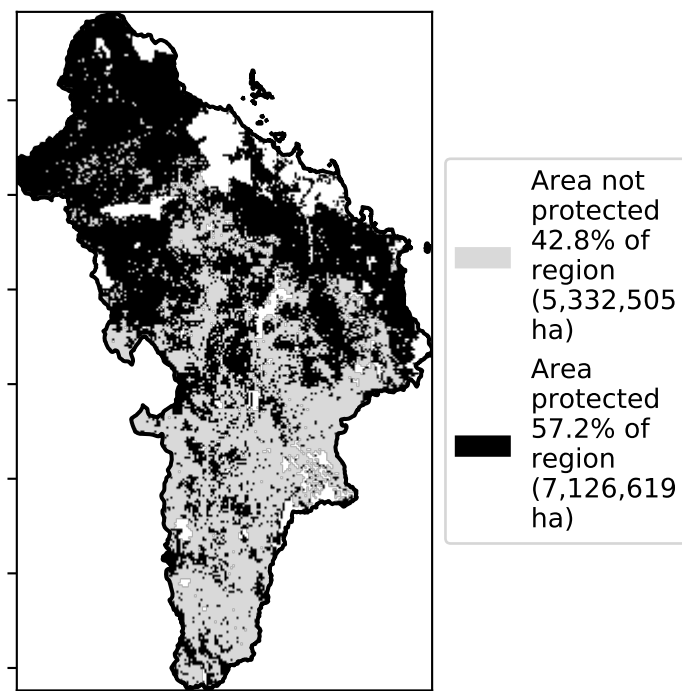 Area not
protected
42.8% of
region
(5,332,505
ha)
Area
protected
57.2% of
region
(7,126,619
ha)